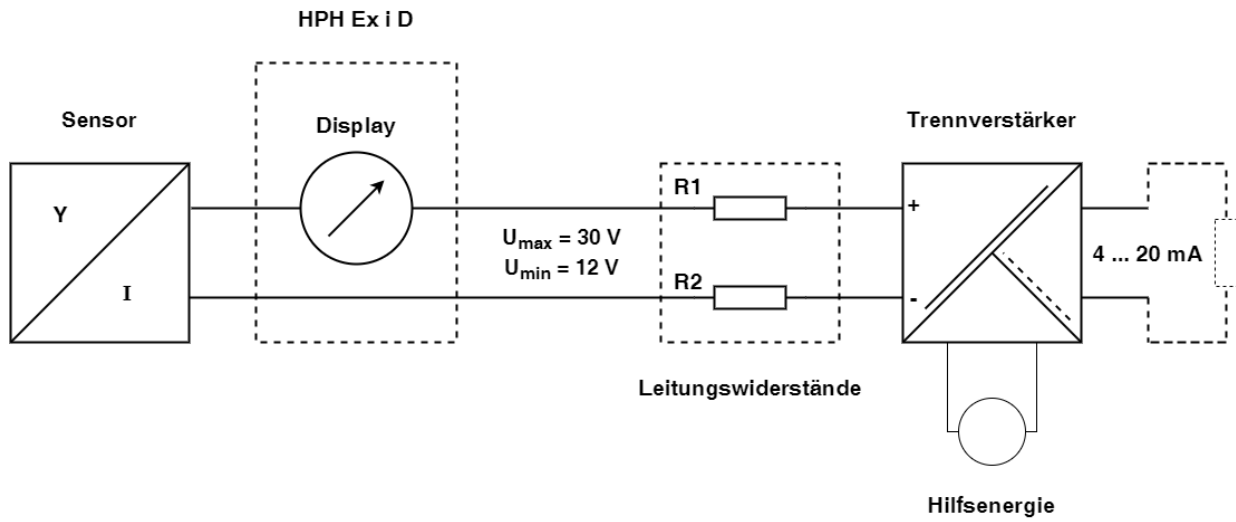 HPH Ex i D
Sensor
Display
Trennverstärker
Y
I
R1
R2
U_max = 30 V
U_min = 12 V
+
-
4 ... 20 mA
Leitungswiderstände
Hilfsenergie